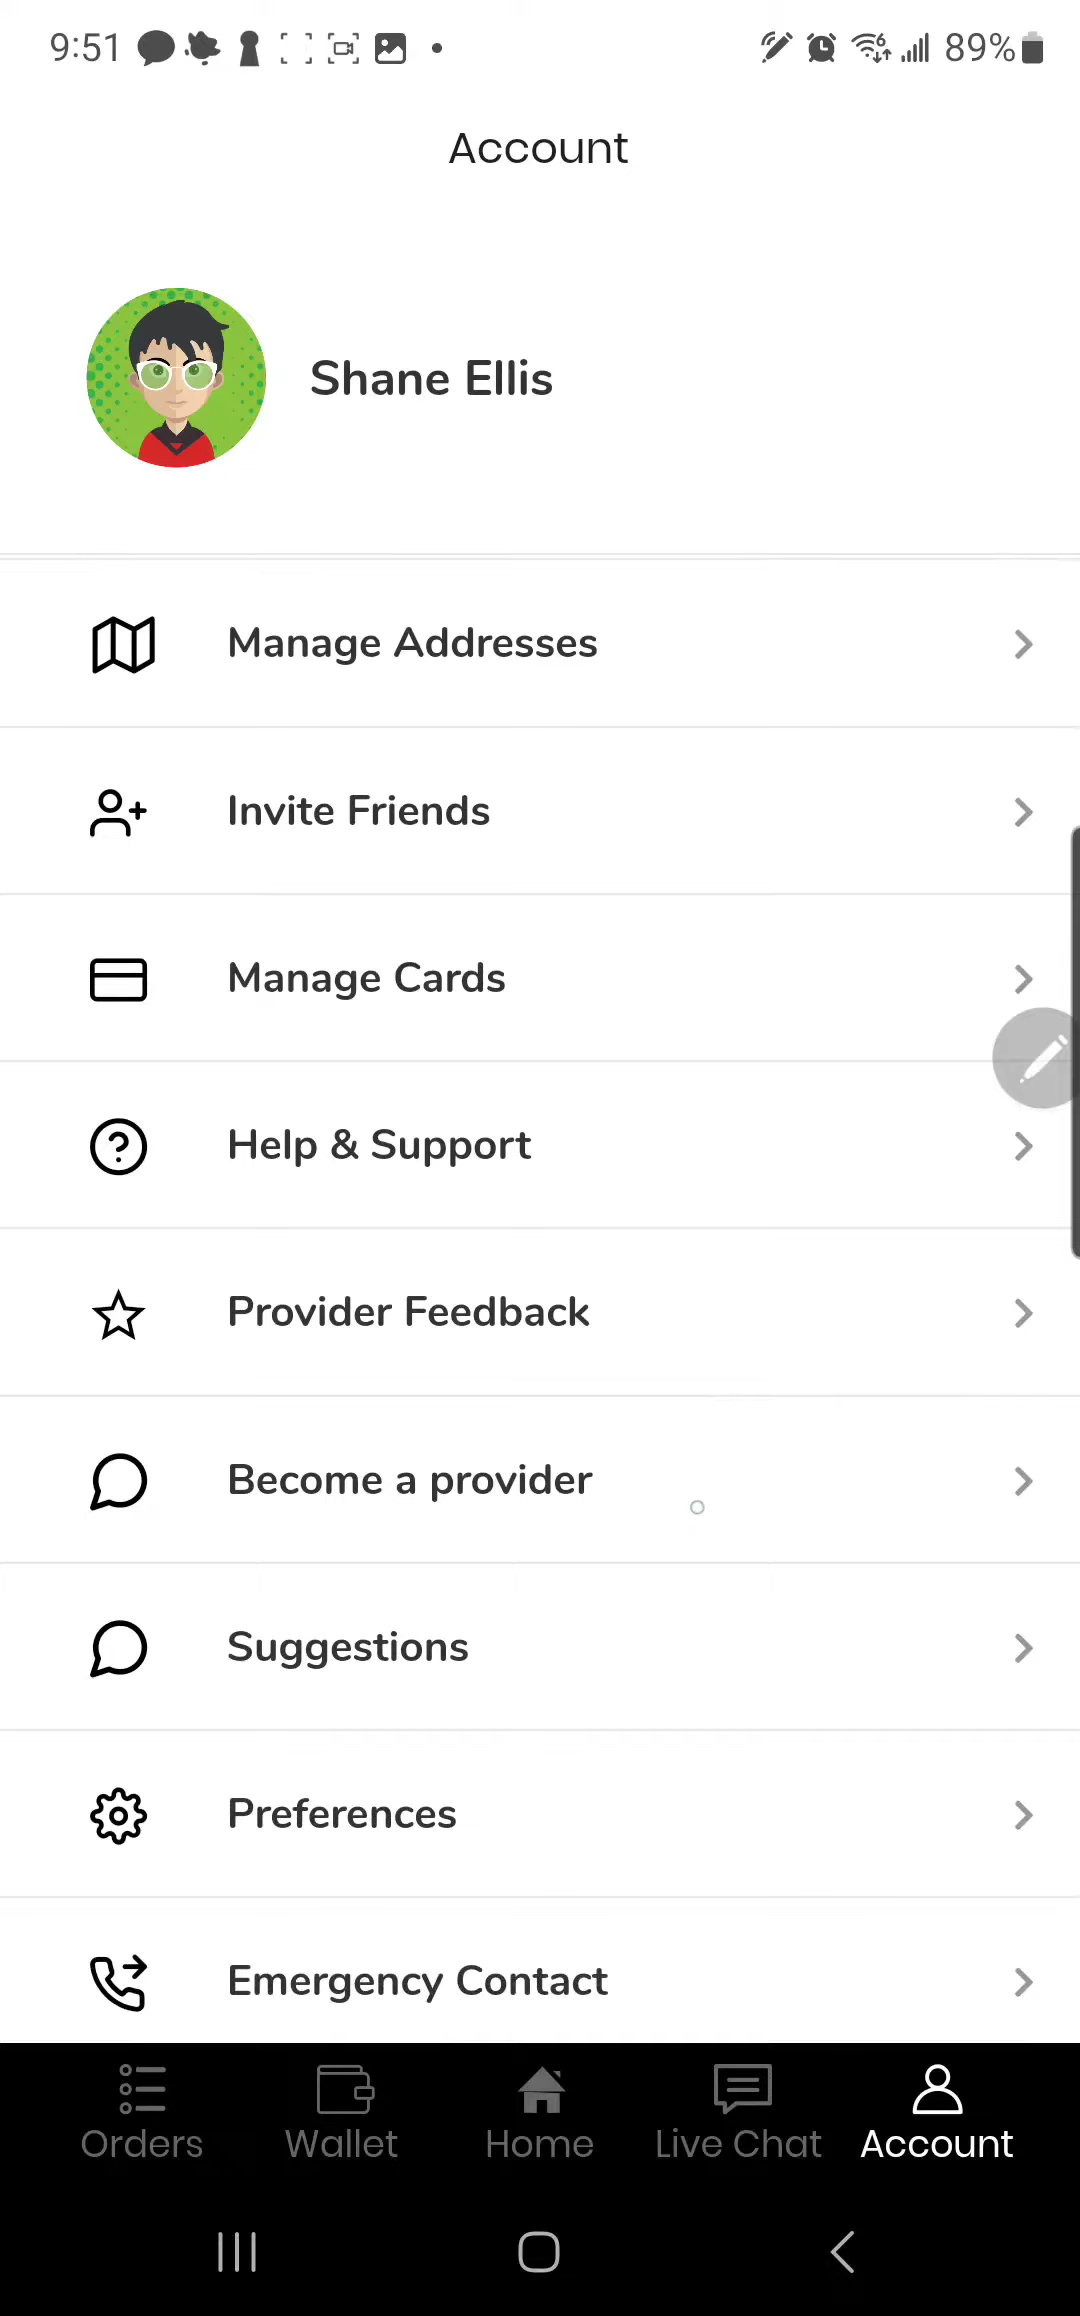 9:51 89%
Account
Shane Ellis
Manage Addresses
Invite Friends
Manage Cards
Help & Support
Provider Feedback
Become a provider
Suggestions
Preferences
Emergency Contact
Orders Wallet Home Live Chat Account